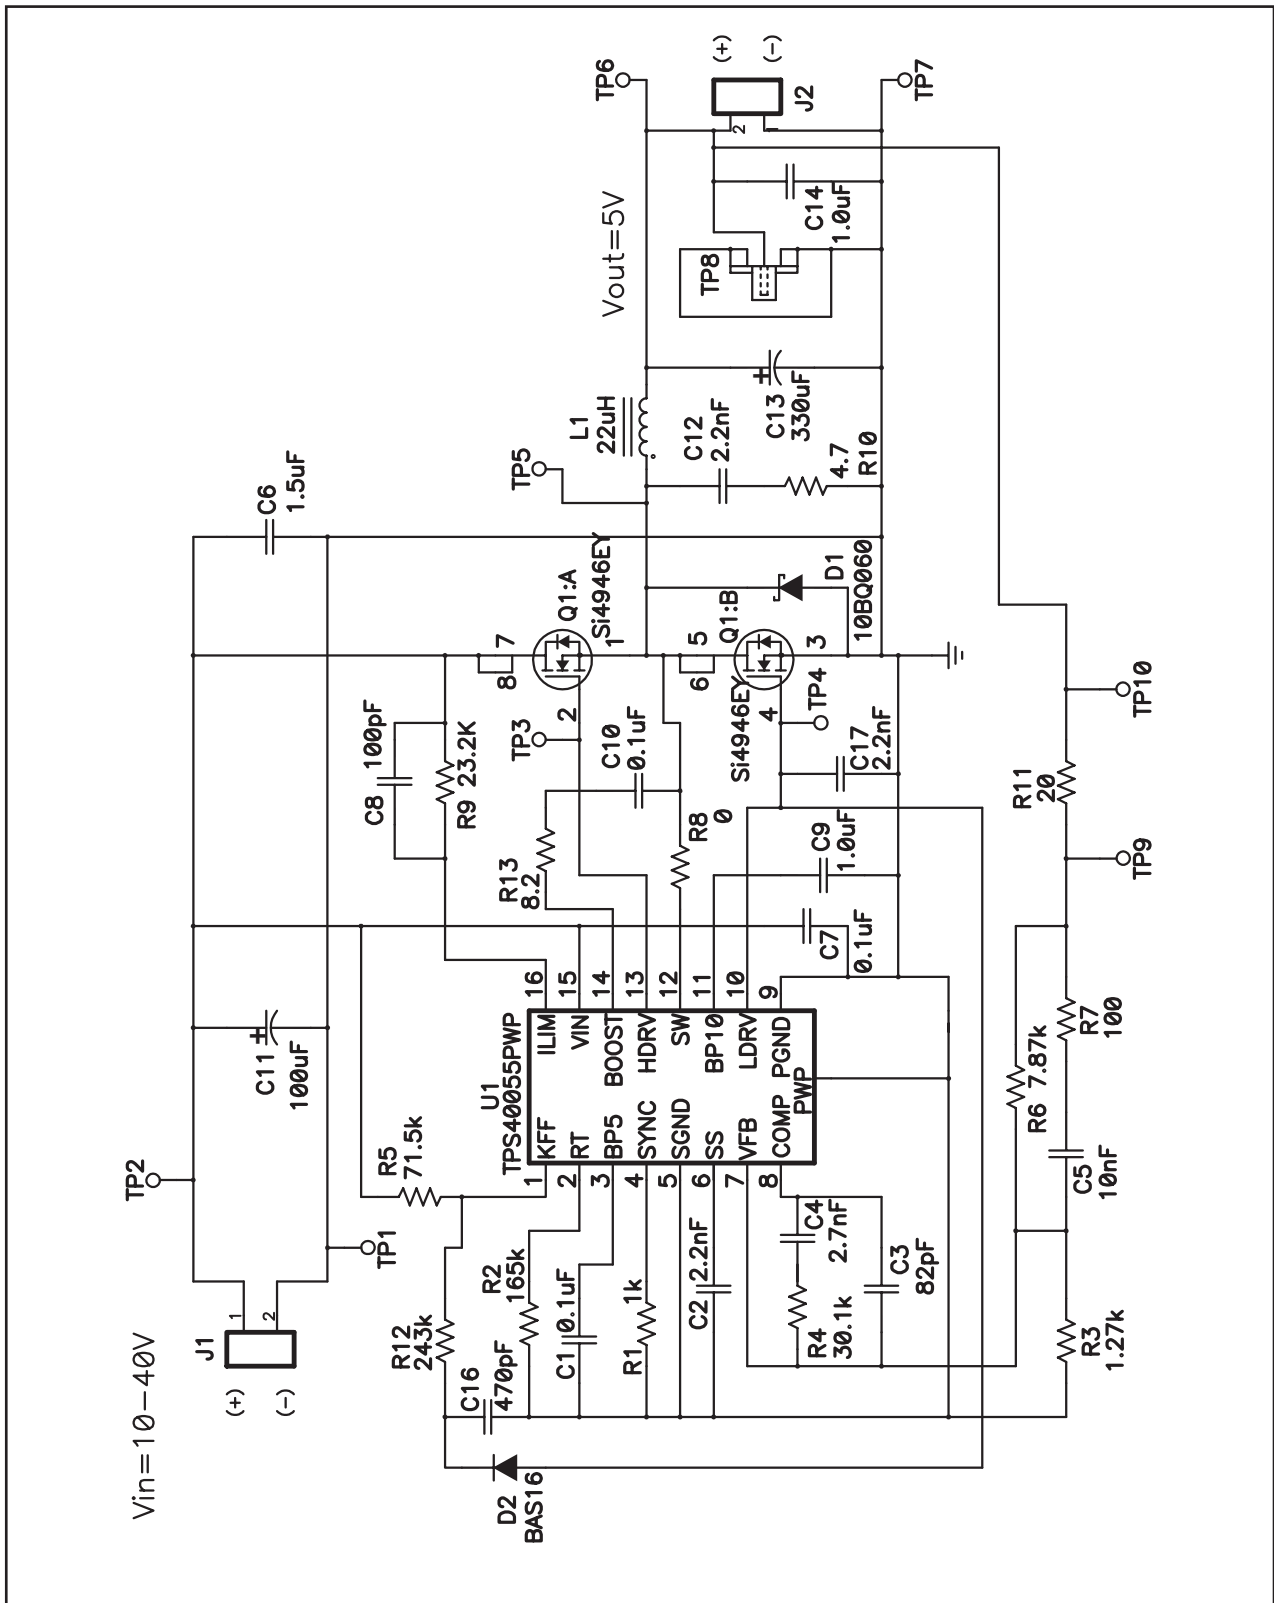 Vin=10-40V
(+)
(-)
J1
1
2
TP2
TP1
C11
100uF
C6
1.5uF
R12
243k
R5
71.5k
C16
470pF
D2
BAS16
R2
165k
C1
0.1uF
R1
1k
C2
2.2nF
R4
30.1k
C4
2.7nF
C3
82pF
R3
1.27k
C5
10nF
R7
100
R6
7.87k
U1
TPS40055PWP
1
KFF
ILIM
16
2
RT
VIN
15
3
BP5
BOOST
14
4
SYNC
HDRV
13
5
SGND
SW
12
6
SS
BP10
11
7
VFB
LDRV
10
8
COMP
PGND
9
PWP
C8
100pF
R9
23.2K
R13
8.2
C10
0.1uF
R8
0
C7
0.1uF
C9
1.0uF
C17
2.2nF
TP3
TP4
8
7
2
1
Q1:A
Si4946EY
6
5
4
3
Q1:B
Si4946EY
D1
10BQ060
TP5
L1
22uH
C12
2.2nF
4.7
R10
C13
330uF
Vout=5V
TP8
C14
1.0uF
TP6
TP7
(+)
(-)
2
1
J2
TP9
R11
20
TP10